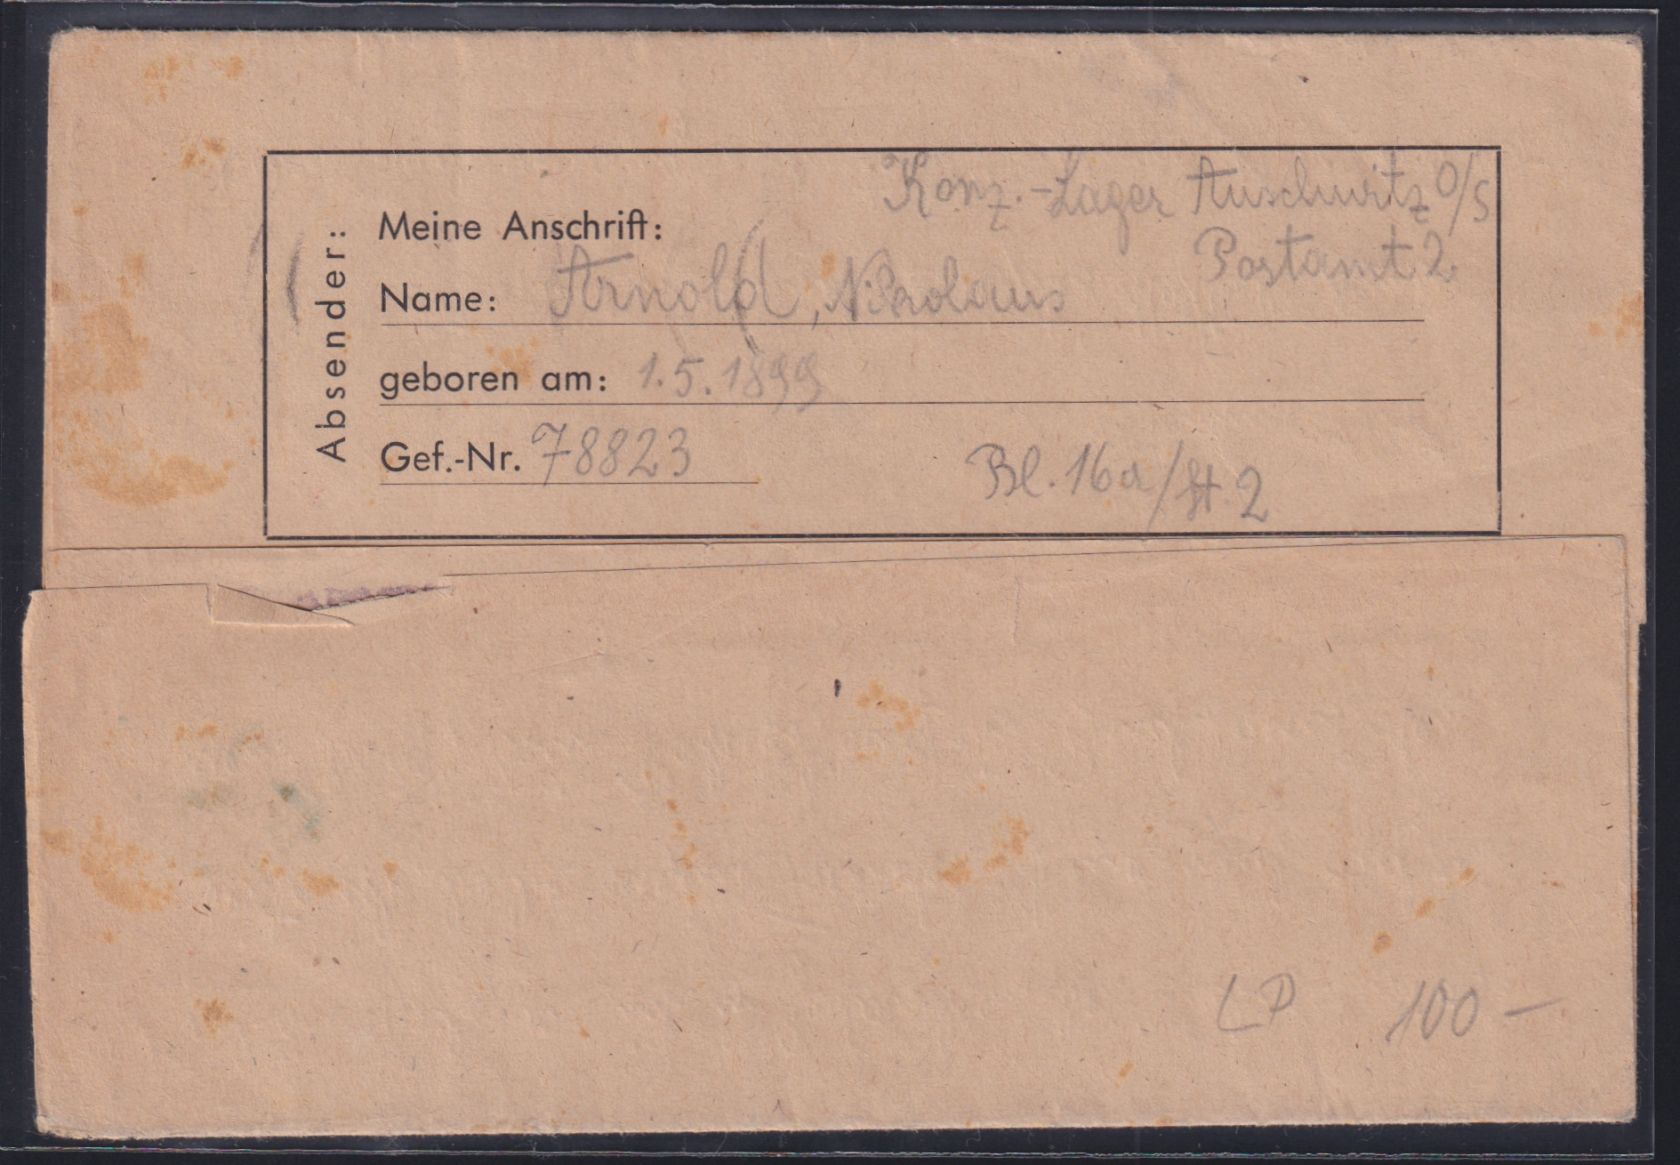 Absender:
Meine Anschrift:
Konz.-Lager Auschwitz O/S
Postamt 2
Name: Arnold, Nikolaus
geboren am: 1.5.1899
Gef.-Nr. 78823
Bl. 16a/St. 2
LP 100 –